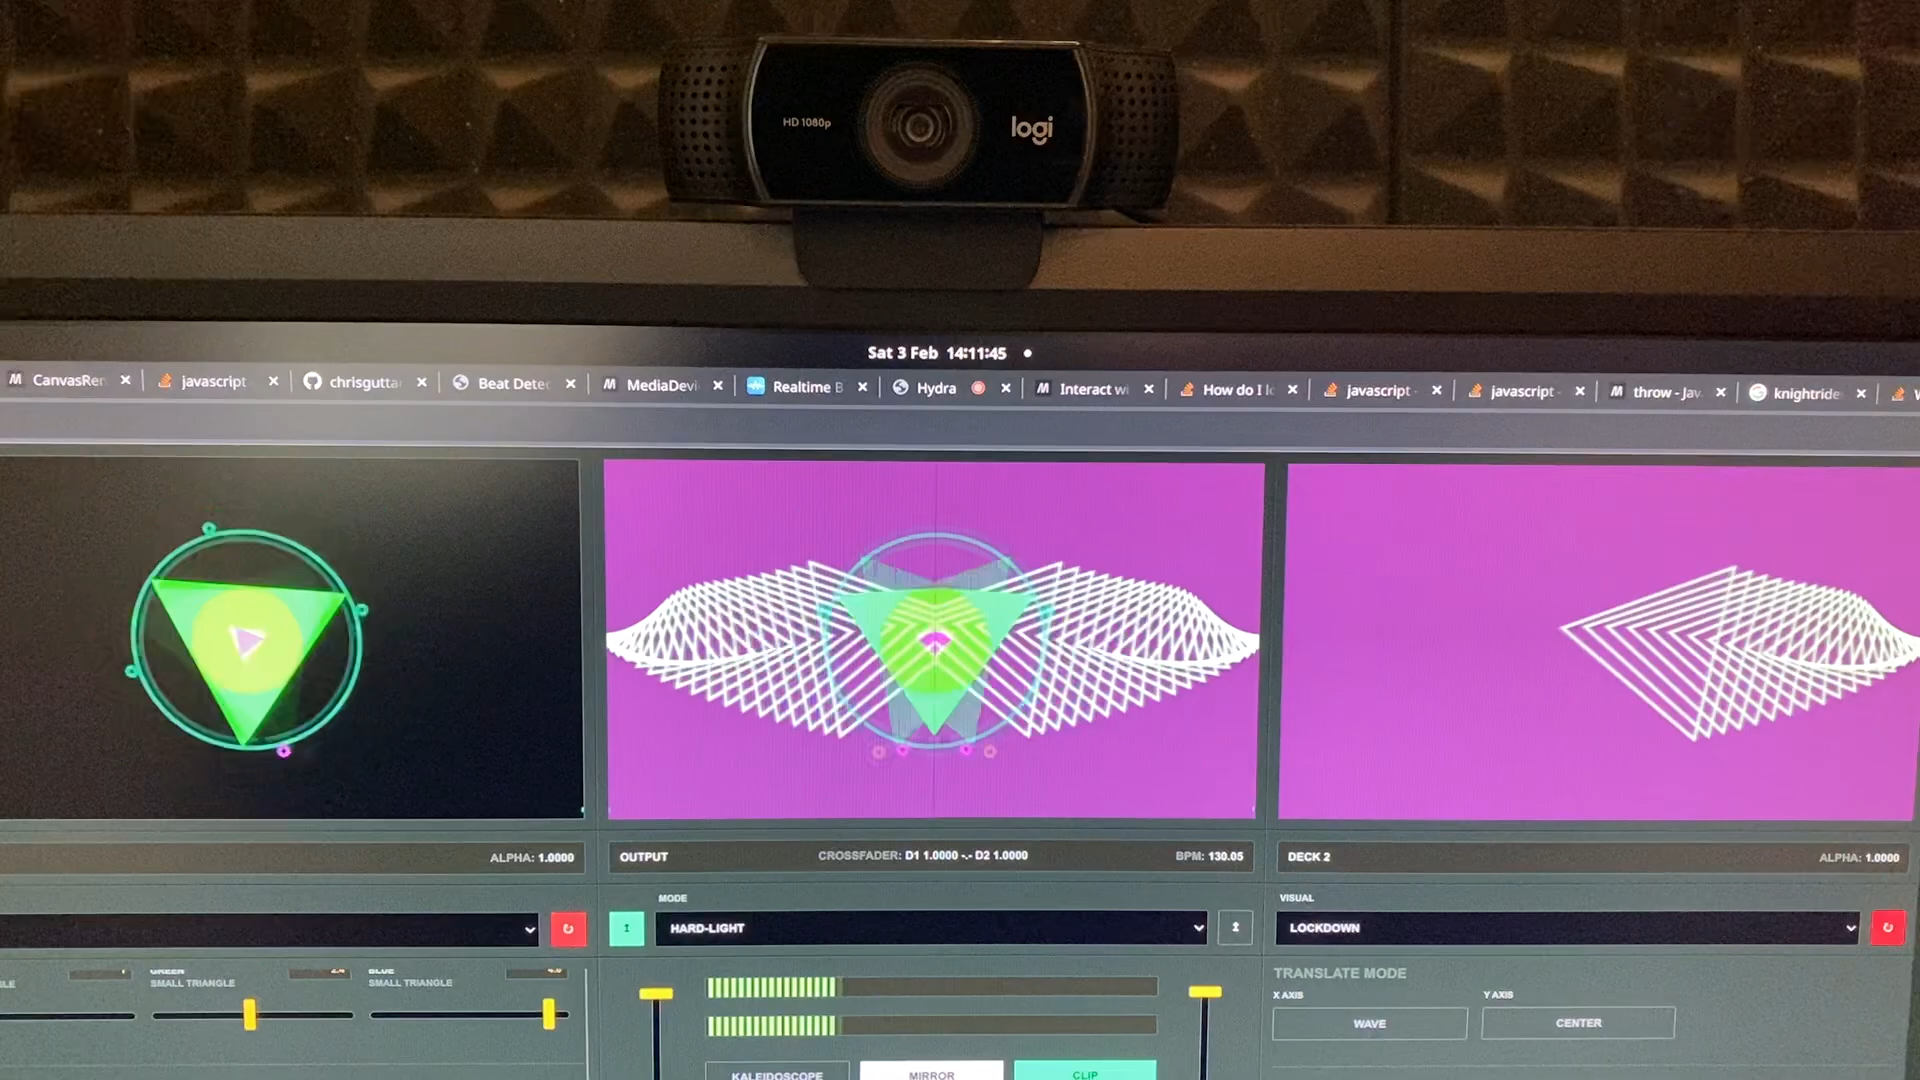 HD 1080p
logi
Sat 3 Feb 14:11:45
CanvasRen
javascript
chrisgutta
Beat Detec
MediaDevi
Realtime B
Hydra
Interact wi
How do I lo
javascript -
javascript -
throw - Jav
knightride
ALPHA: 1.0000
OUTPUT
CROSSFADER: D1 1.0000 -.- D2 1.0000
BPM: 130.05
DECK 2
ALPHA: 1.0000
MODE
VISUAL
HARD-LIGHT
LOCKDOWN
GREEN
SMALL TRIANGLE
BLUE
SMALL TRIANGLE
TRANSLATE MODE
X AXIS
Y AXIS
WAVE
CENTER
KALEIDOSCOPE
MIRROR
CLIP